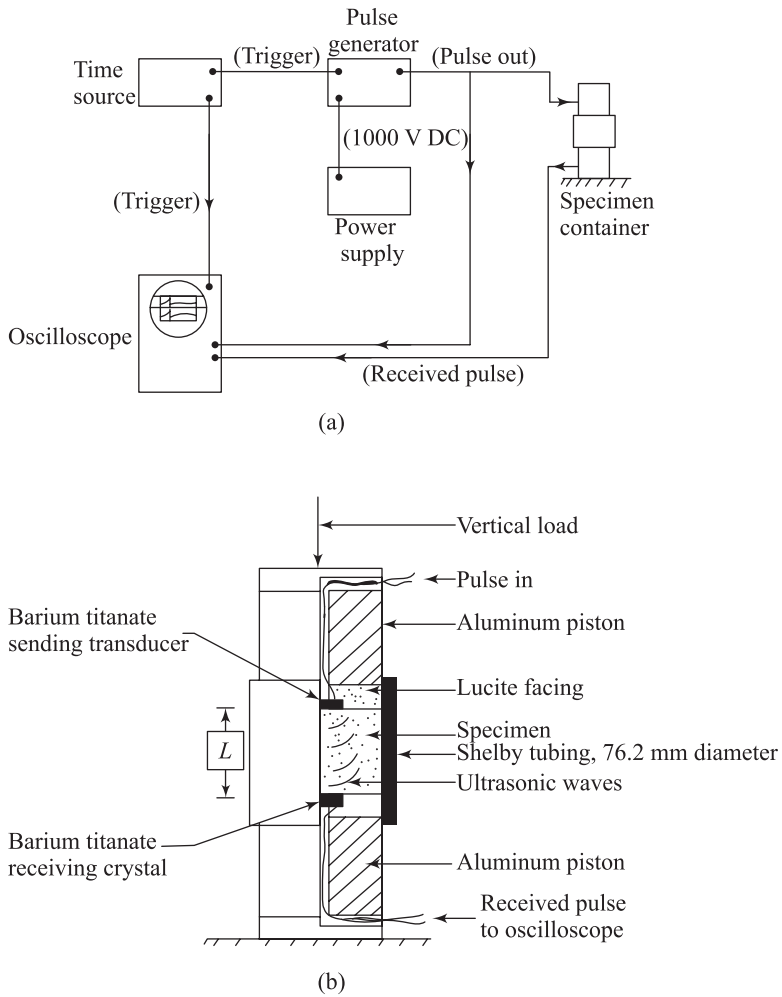 Pulse
generator
(Trigger)
(Pulse out)
Time
source
(1000 V DC)
(Trigger)
Power
supply
Specimen
container
Oscilloscope
(Received pulse)
(a)
Vertical load
Pulse in
Barium titanate
sending transducer
Aluminum piston
Lucite facing
L
Specimen
Shelby tubing, 76.2 mm diameter
Ultrasonic waves
Barium titanate
receiving crystal
Aluminum piston
Received pulse
to oscilloscope
(b)